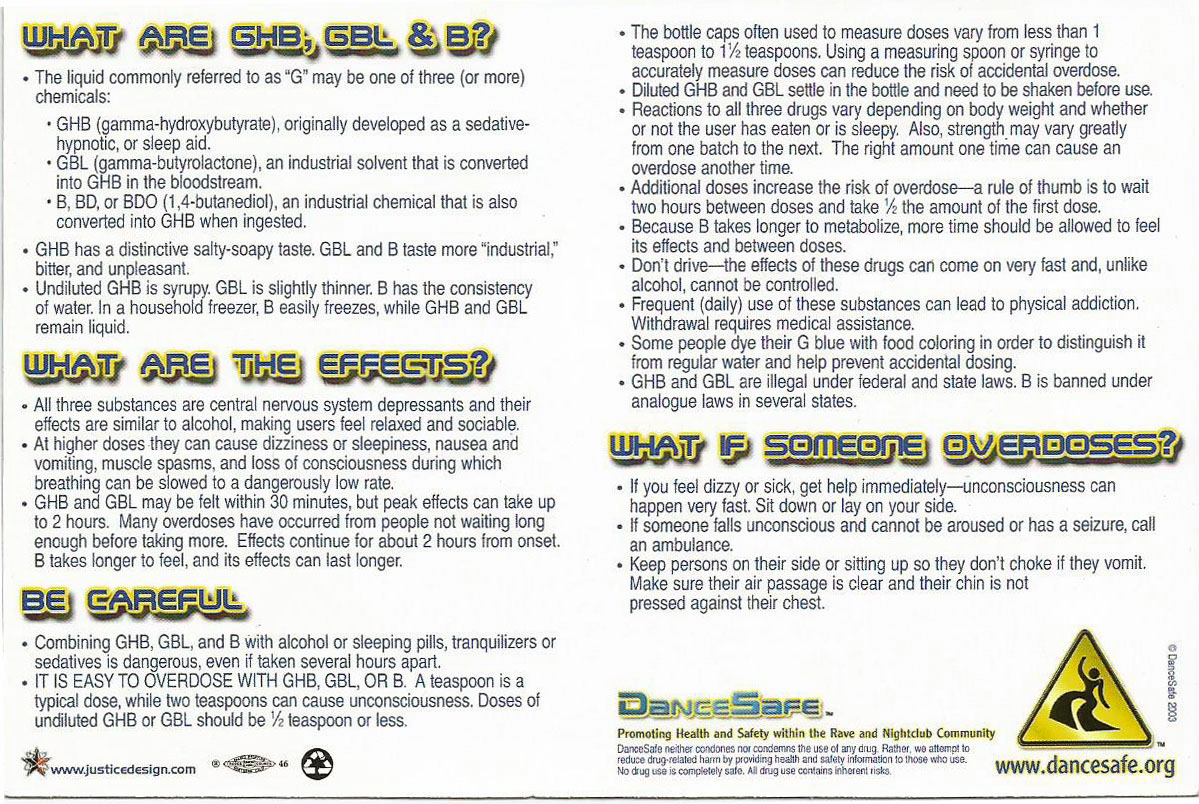 WHAT ARE GHB, GBL & B?
• The liquid commonly referred to as “G” may be one of three (or more)
chemicals:
• GHB (gamma-hydroxybutyrate), originally developed as a sedative-
hypnotic, or sleep aid.
• GBL (gamma-butyrolactone), an industrial solvent that is converted
into GHB in the bloodstream.
• B, BD, or BDO (1,4-butanediol), an industrial chemical that is also
converted into GHB when ingested.
• GHB has a distinctive salty-soapy taste. GBL and B taste more “industrial,”
bitter, and unpleasant.
• Undiluted GHB is syrupy. GBL is slightly thinner. B has the consistency
of water. In a household freezer, B easily freezes, while GHB and GBL
remain liquid.
WHAT ARE THE EFFECTS?
• All three substances are central nervous system depressants and their
effects are similar to alcohol, making users feel relaxed and sociable.
• At higher doses they can cause dizziness or sleepiness, nausea and
vomiting, muscle spasms, and loss of consciousness during which
breathing can be slowed to a dangerously low rate.
• GHB and GBL may be felt within 30 minutes, but peak effects can take up
to 2 hours. Many overdoses have occurred from people not waiting long
enough before taking more. Effects continue for about 2 hours from onset.
B takes longer to feel, and its effects can last longer.
BE CAREFUL
• Combining GHB, GBL, and B with alcohol or sleeping pills, tranquilizers or
sedatives is dangerous, even if taken several hours apart.
• IT IS EASY TO OVERDOSE WITH GHB, GBL, OR B. A teaspoon is a
typical dose, while two teaspoons can cause unconsciousness. Doses of
undiluted GHB or GBL should be ½ teaspoon or less.
www.justicedesign.com ® 46
• The bottle caps often used to measure doses vary from less than 1
teaspoon to 1½ teaspoons. Using a measuring spoon or syringe to
accurately measure doses can reduce the risk of accidental overdose.
• Diluted GHB and GBL settle in the bottle and need to be shaken before use.
• Reactions to all three drugs vary depending on body weight and whether
or not the user has eaten or is sleepy. Also, strength may vary greatly
from one batch to the next. The right amount one time can cause an
overdose another time.
• Additional doses increase the risk of overdose—a rule of thumb is to wait
two hours between doses and take ½ the amount of the first dose.
• Because B takes longer to metabolize, more time should be allowed to feel
its effects and between doses.
• Don’t drive—the effects of these drugs can come on very fast and, unlike
alcohol, cannot be controlled.
• Frequent (daily) use of these substances can lead to physical addiction.
Withdrawal requires medical assistance.
• Some people dye their G blue with food coloring in order to distinguish it
from regular water and help prevent accidental dosing.
• GHB and GBL are illegal under federal and state laws. B is banned under
analogue laws in several states.
WHAT IF SOMEONE OVERDOSES?
• If you feel dizzy or sick, get help immediately—unconsciousness can
happen very fast. Sit down or lay on your side.
• If someone falls unconscious and cannot be aroused or has a seizure, call
an ambulance.
• Keep persons on their side or sitting up so they don’t choke if they vomit.
Make sure their air passage is clear and their chin is not
pressed against their chest.
DANCESAFE™
Promoting Health and Safety within the Rave and Nightclub Community
DanceSafe neither condones nor condemns the use of any drug. Rather, we attempt to
reduce drug-related harm by providing health and safety information to those who use.
No drug use is completely safe. All drug use contains inherent risks.
™
www.dancesafe.org
© DanceSafe 2003